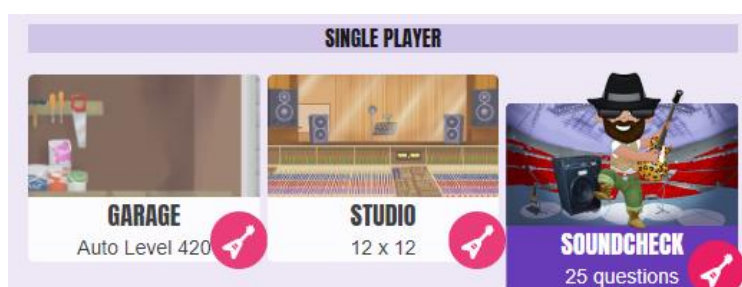 SINGLE PLAYER
GARAGE
Auto Level 420
STUDIO
12 x 12
SOUNDCHECK
25 questions